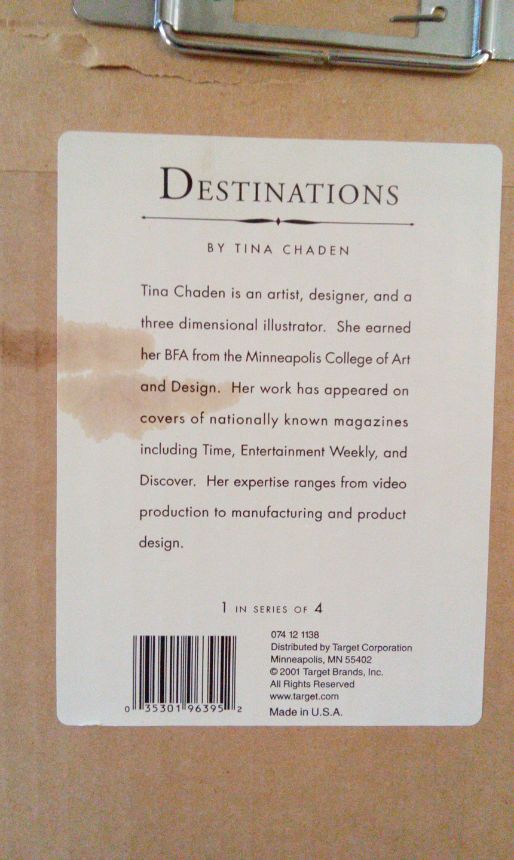 DESTINATIONS
BY TINA CHADEN
Tina Chaden is an artist, designer, and a
three dimensional illustrator. She earned
her BFA from the Minneapolis College of Art
and Design. Her work has appeared on
covers of nationally known magazines
including Time, Entertainment Weekly, and
Discover. Her expertise ranges from video
production to manufacturing and product
design.
1 IN SERIES OF 4
074 12 1138
Distributed by Target Corporation
Minneapolis, MN 55402
© 2001 Target Brands, Inc.
All Rights Reserved
www.target.com
Made in U.S.A.
0 35301 96395 2